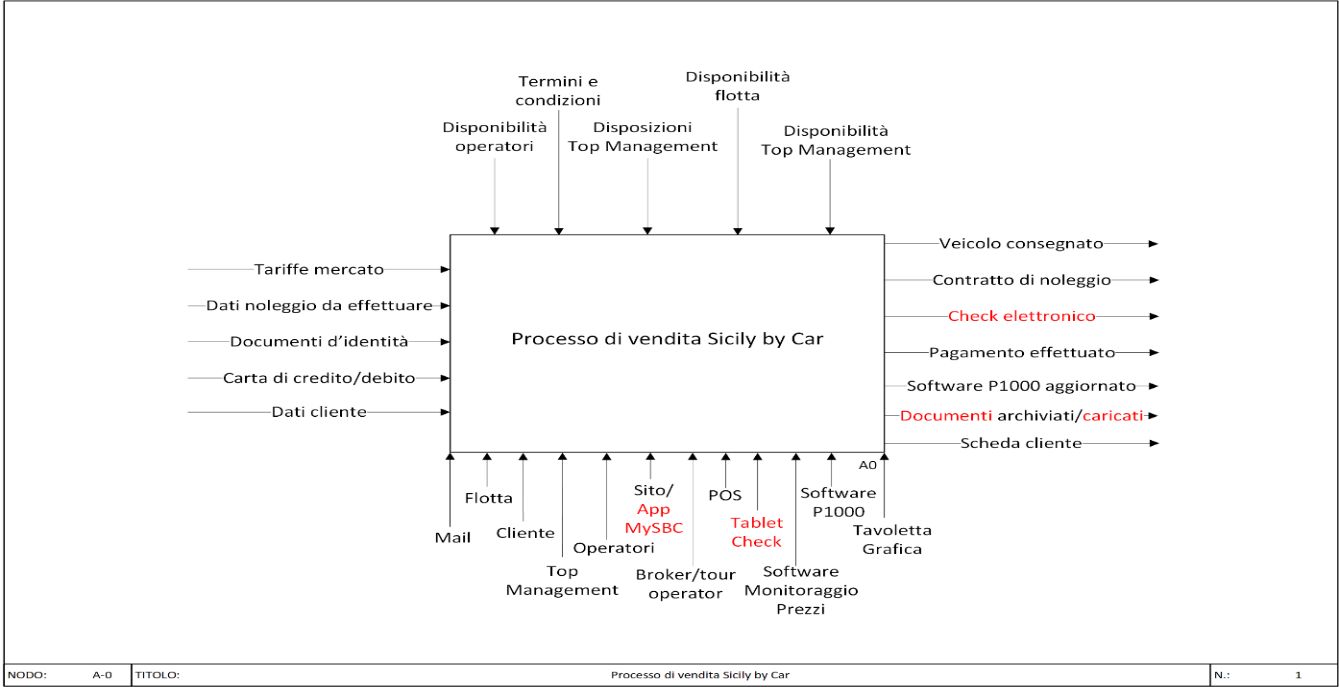 Termini e
condizioni
Disponibilità
flotta
Disponibilità
operatori
Disposizioni
Top Management
Disponibilità
Top Management
Tariffe mercato
Dati noleggio da effettuare
Documenti d’identità
Carta di credito/debito
Dati cliente
Processo di vendita Sicily by Car
A0
Veicolo consegnato
Contratto di noleggio
Check elettronico
Pagamento effettuato
Software P1000 aggiornato
Documenti archiviati/caricati
Scheda cliente
Mail
Flotta
Cliente
Top
Management
Operatori
Sito/
App
MySBC
Broker/tour
operator
POS
Tablet
Check
Software
Monitoraggio
Prezzi
Software
P1000
Tavoletta
Grafica
NODO: A-0 TITOLO: Processo di vendita Sicily by Car N.: 1